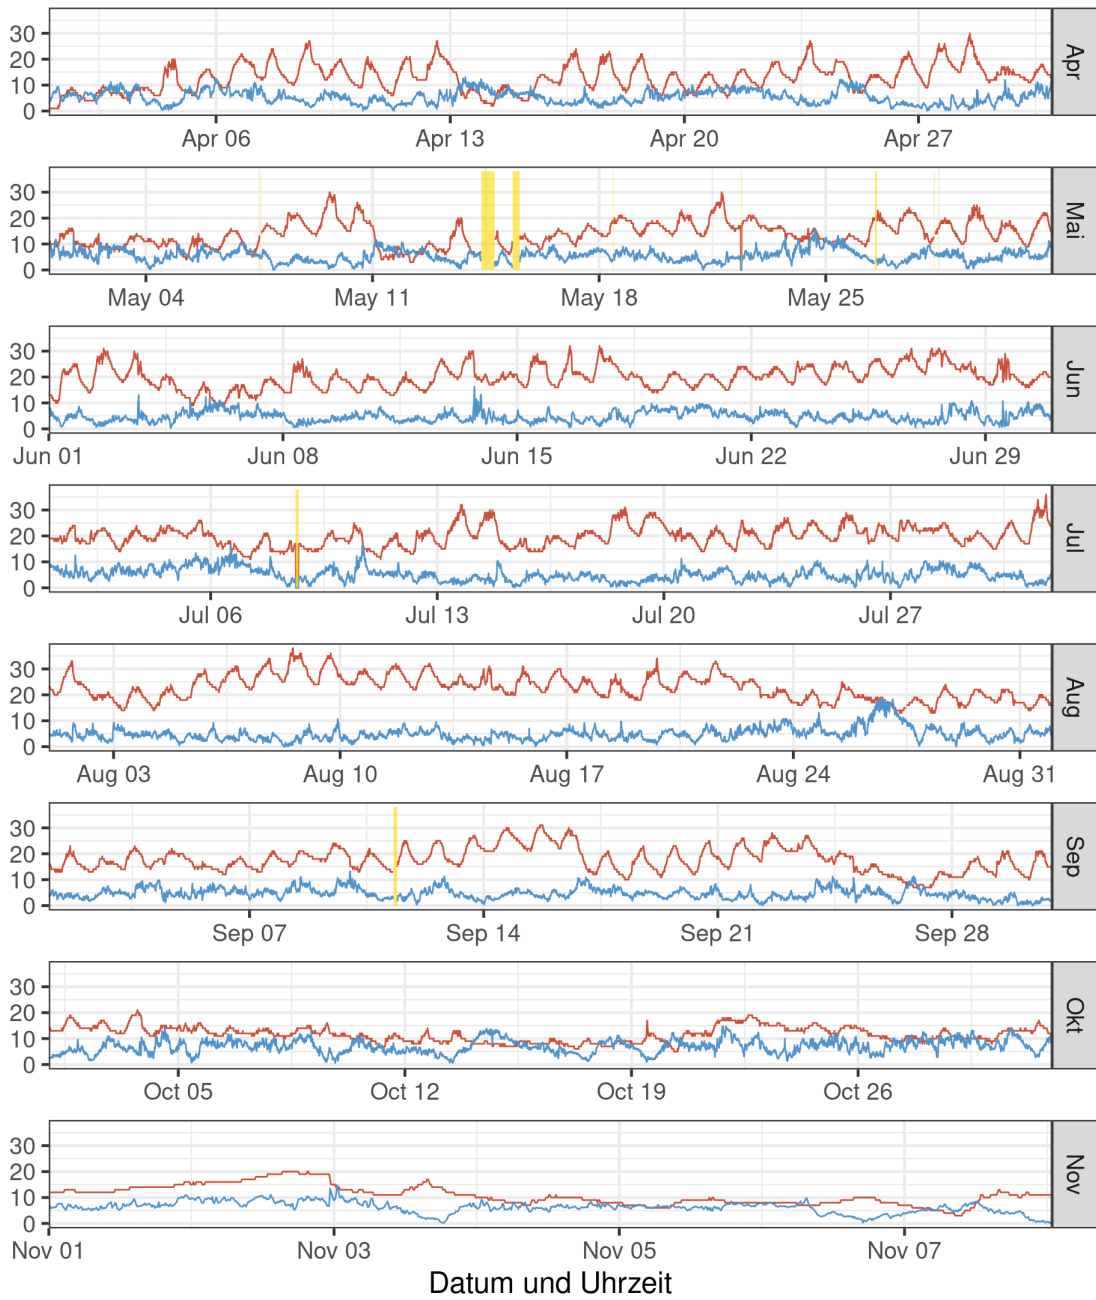 30
20
10
0
Apr
Apr 06 Apr 13 Apr 20 Apr 27
30
20
10
0
Mai
May 04 May 11 May 18 May 25
30
20
10
0
Jun
Jun 01 Jun 08 Jun 15 Jun 22 Jun 29
30
20
10
0
Jul
Jul 06 Jul 13 Jul 20 Jul 27
30
20
10
0
Aug
Aug 03 Aug 10 Aug 17 Aug 24 Aug 31
30
20
10
0
Sep
Sep 07 Sep 14 Sep 21 Sep 28
30
20
10
0
Okt
Oct 05 Oct 12 Oct 19 Oct 26
30
20
10
0
Nov
Nov 01 Nov 03 Nov 05 Nov 07
Datum und Uhrzeit